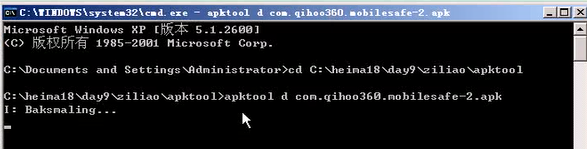 C:\WINDOWS\system32\cmd.exe - apktool d com.qihoo360.mobilesafe-2.apk
Microsoft Windows XP [版本 5.1.2600]
(C) 版权所有 1985-2001 Microsoft Corp.
C:\Documents and Settings\Administrator>cd C:\heima18\day9\ziliao\apktool
C:\heima18\day9\ziliao\apktool>apktool d com.qihoo360.mobilesafe-2.apk
I: Baksmaling...